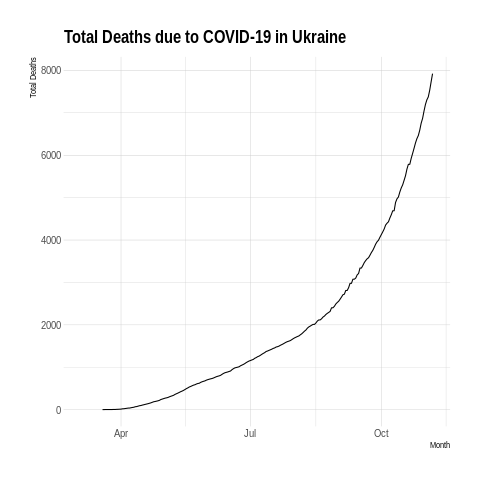 Total Deaths due to COVID-19 in Ukraine
Total Deaths
8000
6000
4000
2000
0
Apr
Jul
Oct
Month